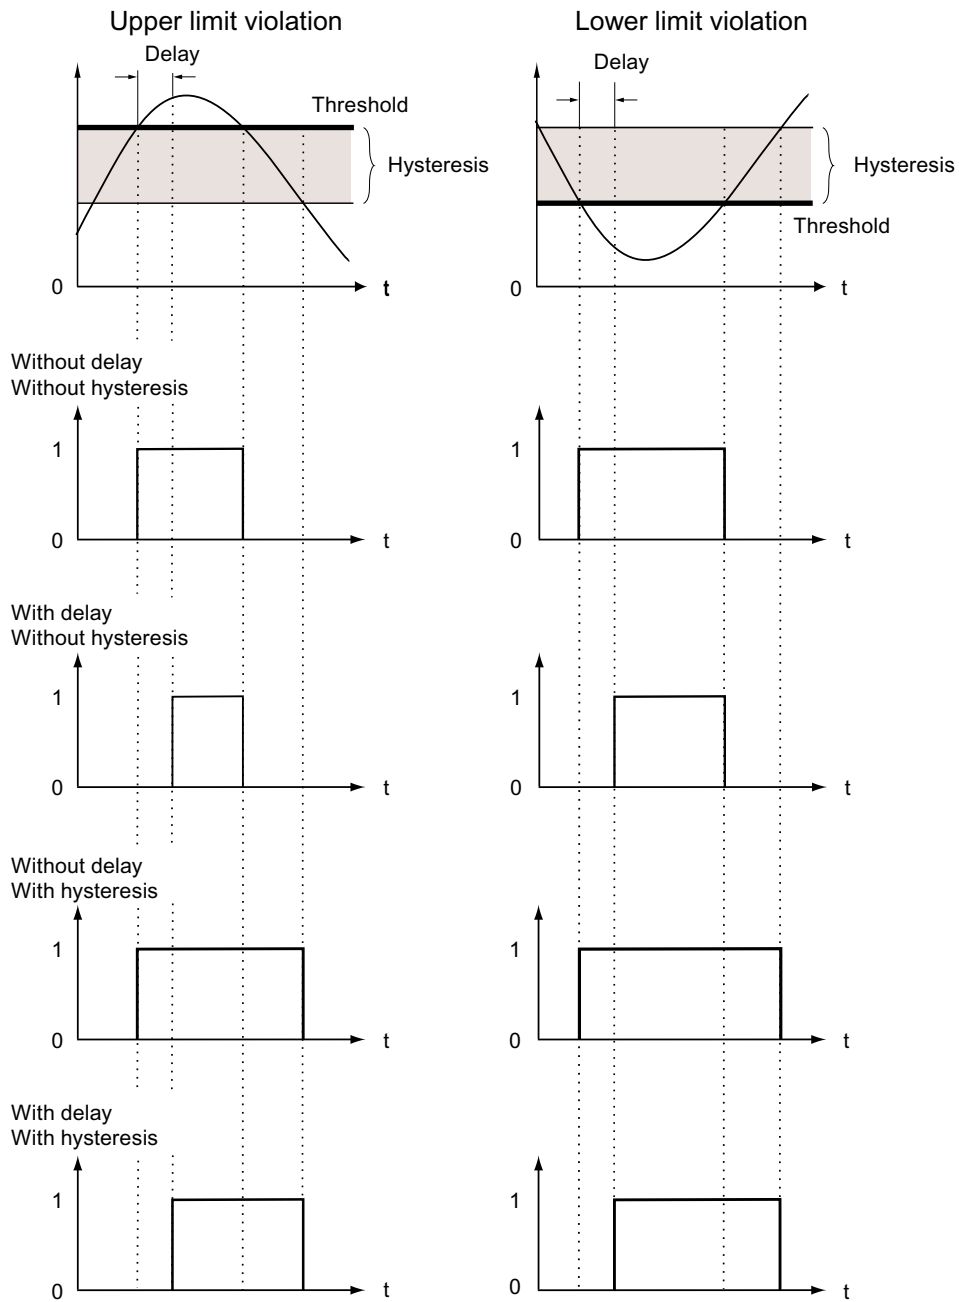 Upper limit violation
Lower limit violation
Delay
Delay
Threshold
Hysteresis
Hysteresis
Threshold
0
t
0
t
Without delay
Without hysteresis
1
0
t
1
0
t
With delay
Without hysteresis
1
0
t
1
0
t
Without delay
With hysteresis
1
0
t
1
0
t
With delay
With hysteresis
1
0
t
1
0
t